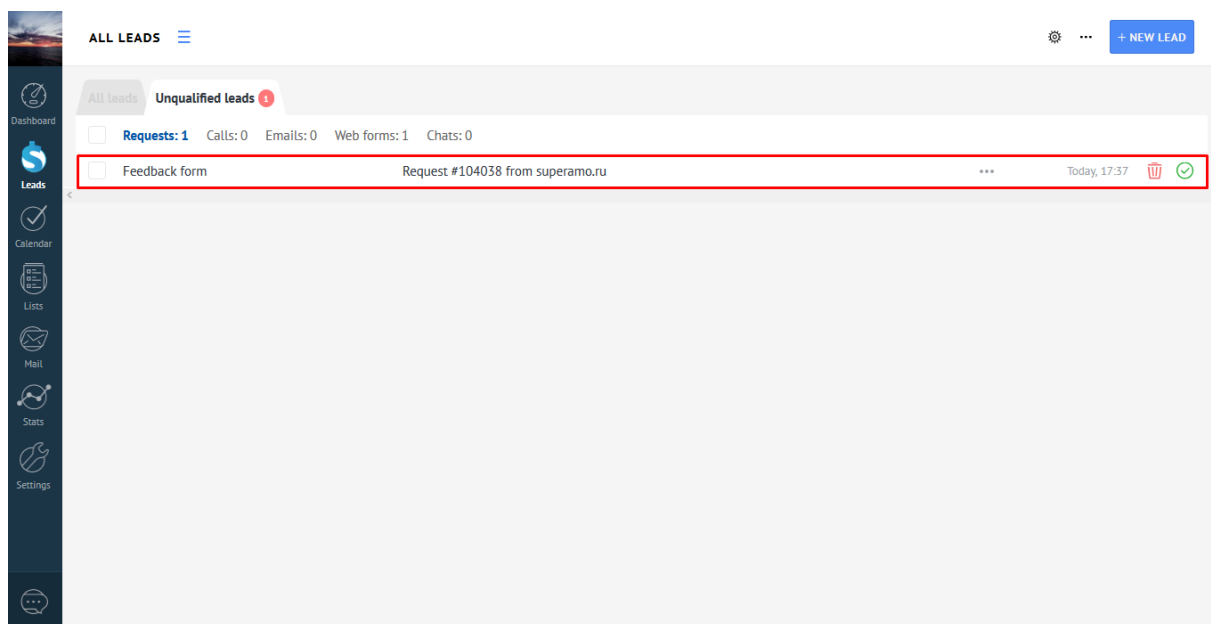 ALL LEADS
+ NEW LEAD
All leads
Unqualified leads 1
Requests: 1 Calls: 0 Emails: 0 Web forms: 1 Chats: 0
Feedback form Request #104038 from superamo.ru Today, 17:37
Dashboard
Leads
Calendar
Lists
Mail
Stats
Settings